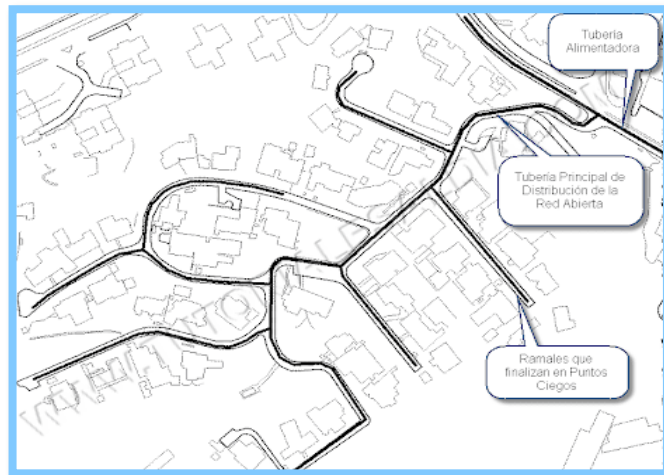 Tubería
Alimentadora
Tubería Principal de
Distribución de la
Red Abierta
Ramales que
finalizan en Puntos
Ciegos